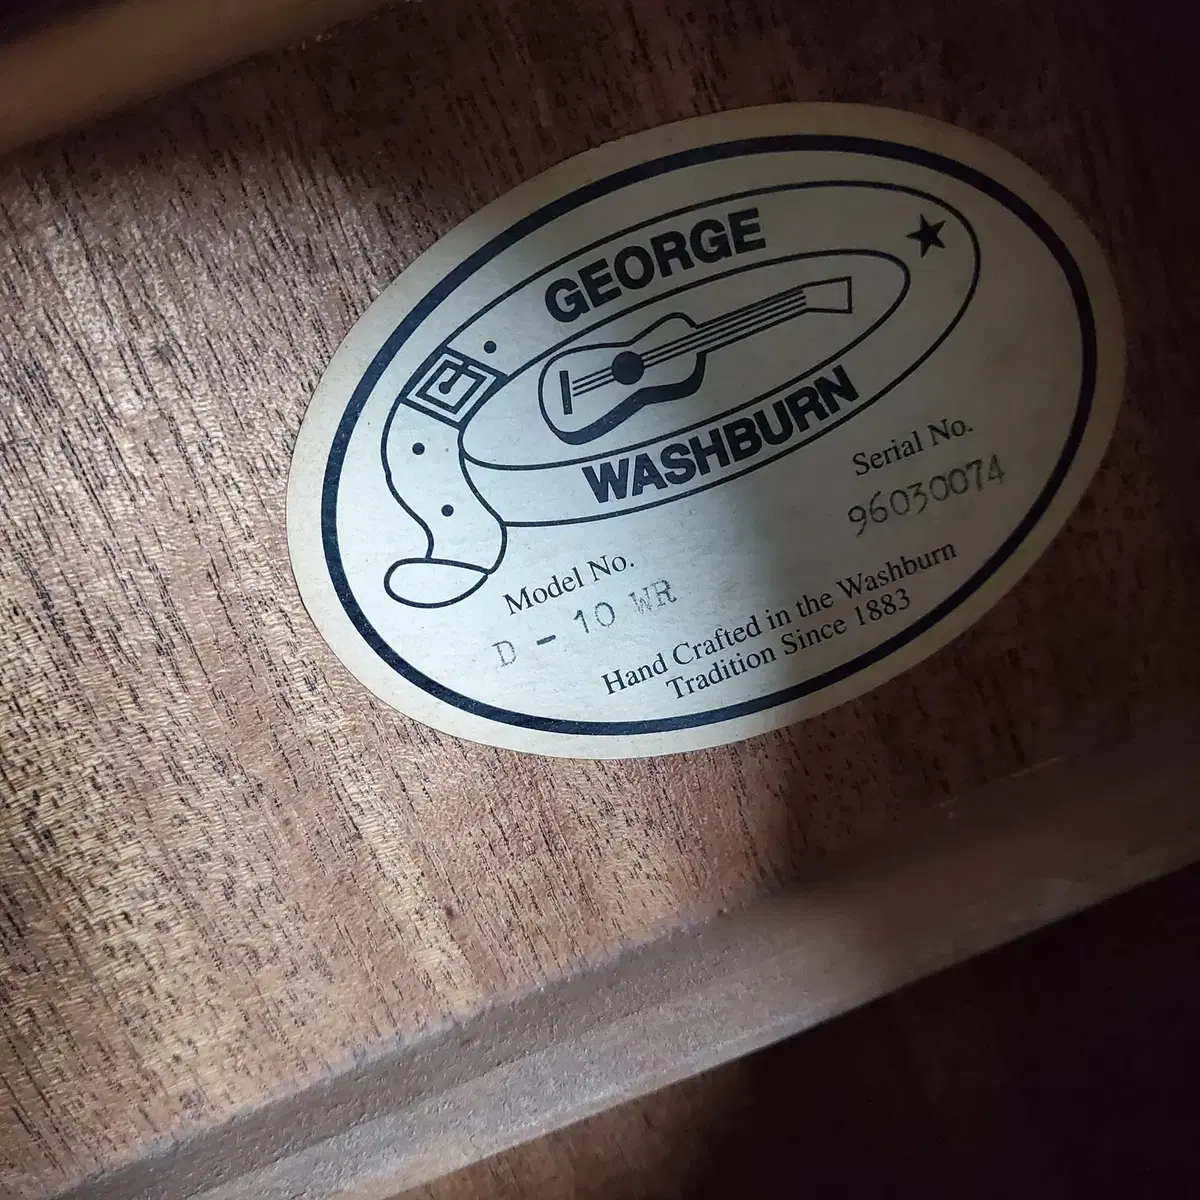 GEORGE
WASHBURN
Serial No.
96030074
Model No.
D - 10 WR
Hand Crafted in the Washburn
Tradition Since 1883